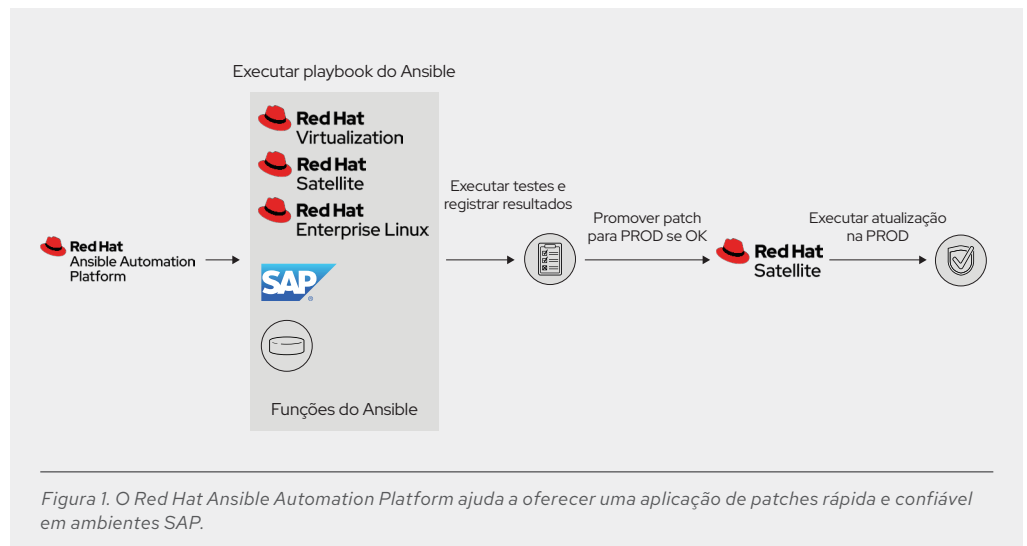 Executar playbook do Ansible
Red Hat
Virtualization
Red Hat
Satellite
Red Hat
Enterprise Linux
SAP
®
Funções do Ansible
Red Hat
Ansible Automation
Platform
Executar testes e
registrar resultados
Promover patch
para PROD se OK
Red Hat
Satellite
Executar atualização
na PROD
Figura 1. O Red Hat Ansible Automation Platform ajuda a oferecer uma aplicação de patches rápida e confiável
em ambientes SAP.